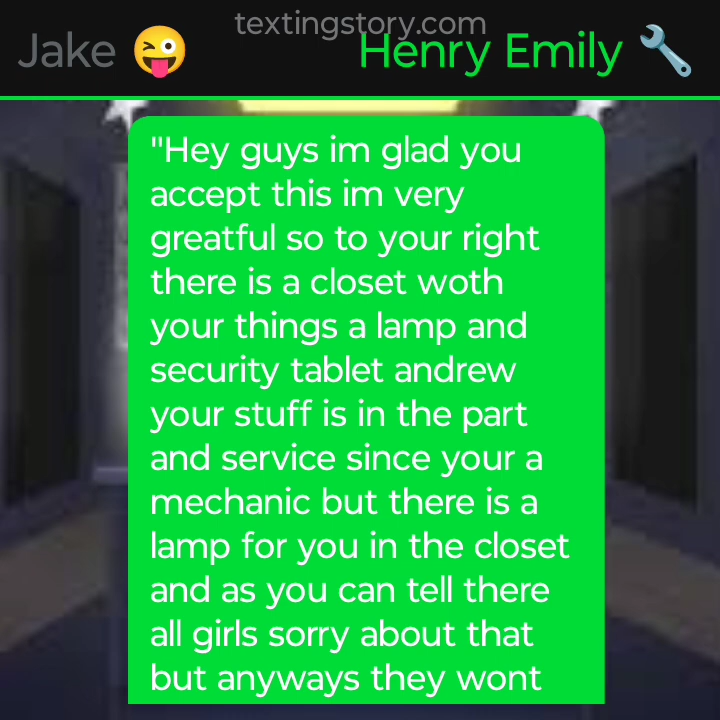 textingstory.com
Jake 😜 Henry Emily 🔧
"Hey guys im glad you
accept this im very
greatful so to your right
there is a closet woth
your things a lamp and
security tablet andrew
your stuff is in the part
and service since your a
mechanic but there is a
lamp for you in the closet
and as you can tell there
all girls sorry about that
but anyways they wont